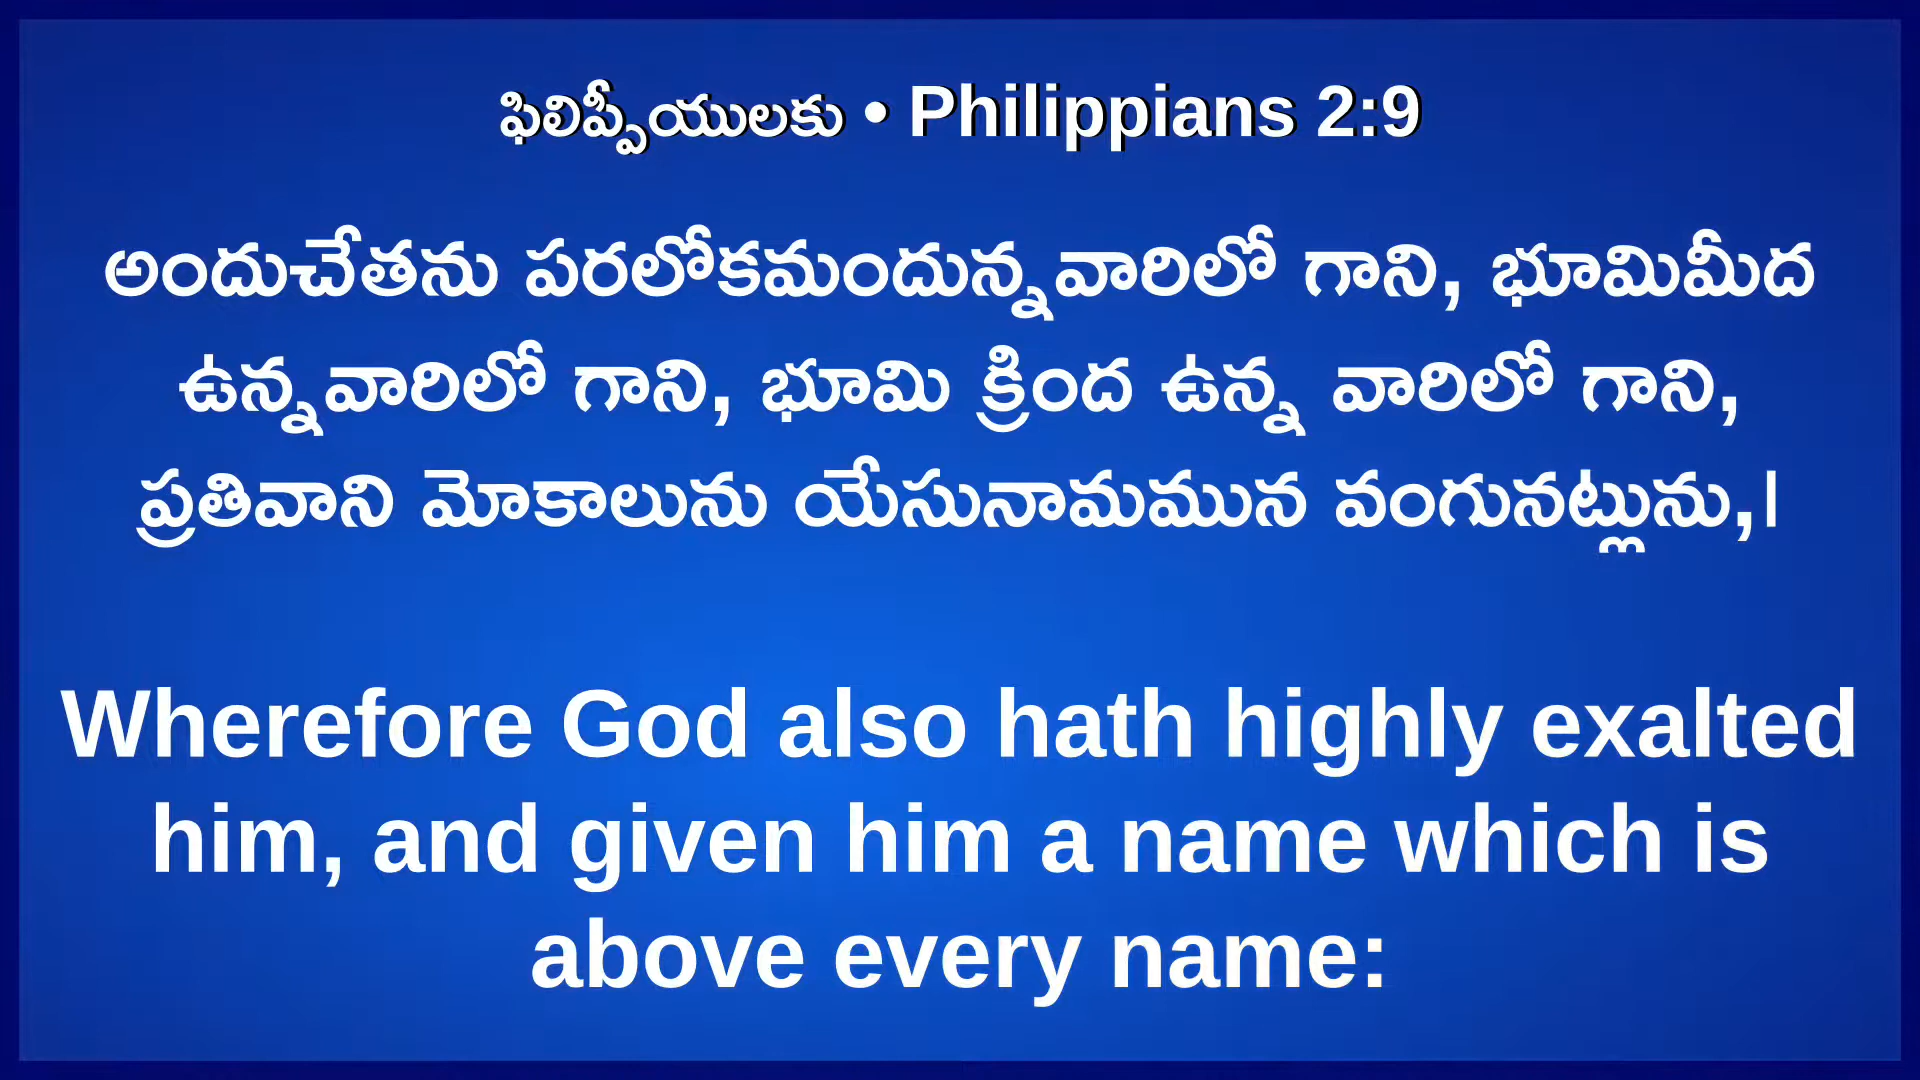 ఫిలిప్పీయులకు • Philippians 2:9
అందుచేతను పరలోకమందున్నవారిలో గాని, భూమిమీద
ఉన్నవారిలో గాని, భూమి క్రింద ఉన్న వారిలో గాని,
ప్రతివాని మోకాలును యేసునామమున వంగునట్లును,।
Wherefore God also hath highly exalted
him, and given him a name which is
above every name: